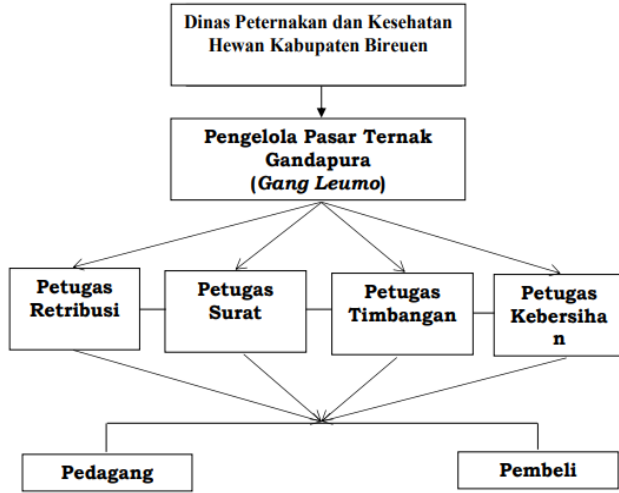 Dinas Peternakan dan Kesehatan
Hewan Kabupaten Bireuen
Pengelola Pasar Ternak
Gandapura
(Gang Leumo)
Petugas
Retribusi
Petugas
Surat
Petugas
Timbangan
Petugas
Kebersiha
n
Pedagang
Pembeli